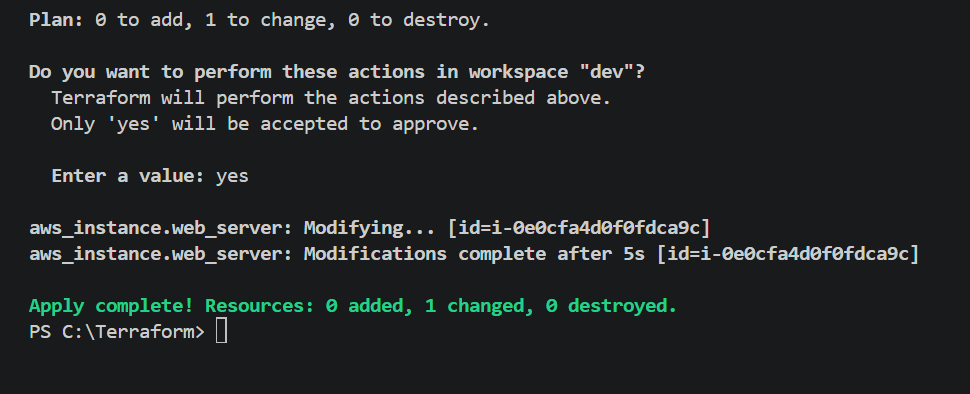 Plan: 0 to add, 1 to change, 0 to destroy.
Do you want to perform these actions in workspace "dev"?
Terraform will perform the actions described above.
Only 'yes' will be accepted to approve.
Enter a value: yes
aws_instance.web_server: Modifying... [id=i-0e0cfa4d0f0fdca9c]
aws_instance.web_server: Modifications complete after 5s [id=i-0e0cfa4d0f0fdca9c]
Apply complete! Resources: 0 added, 1 changed, 0 destroyed.
PS C:\Terraform>